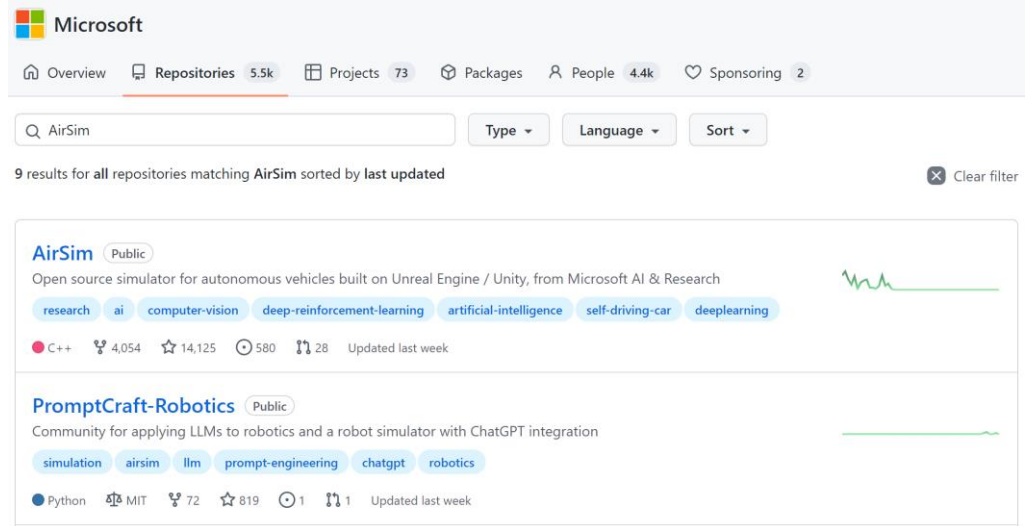 Microsoft
Overview Repositories 5.5k Projects 73 Packages People 4.4k Sponsoring 2
AirSim Type Language Sort
9 results for all repositories matching AirSim sorted by last updated Clear filter
AirSim Public
Open source simulator for autonomous vehicles built on Unreal Engine / Unity, from Microsoft AI & Research
research ai computer-vision deep-reinforcement-learning artificial-intelligence self-driving-car deeplearning
C++ 4,054 14,125 580 28 Updated last week
PromptCraft-Robotics Public
Community for applying LLMs to robotics and a robot simulator with ChatGPT integration
simulation airsim llm prompt-engineering chatgpt robotics
Python MIT 72 819 1 1 Updated last week